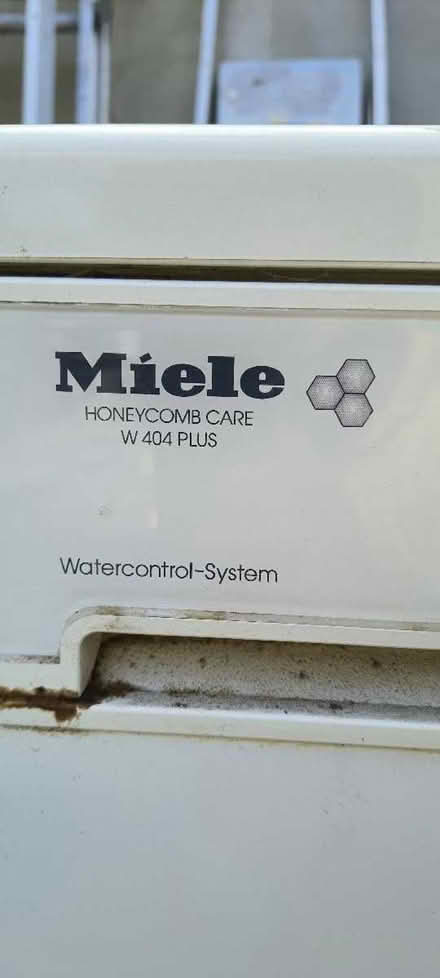 Miele
HONEYCOMB CARE
W 404 PLUS
Watercontrol-System